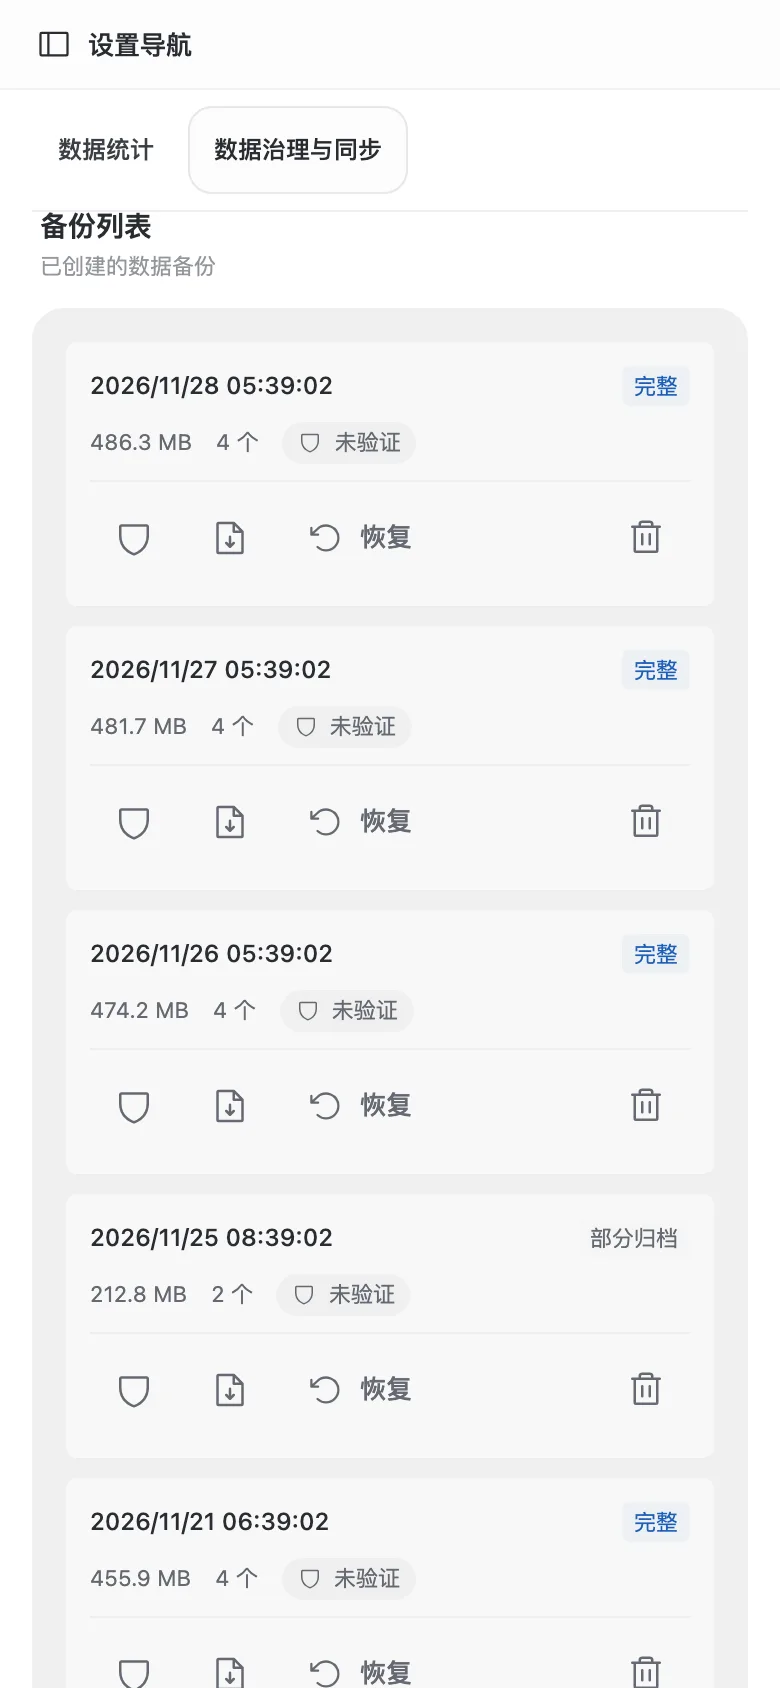 设置导航
数据统计
数据治理与同步
备份列表
已创建的数据备份
2026/11/28 05:39:02
完整
486.3 MB 4 个 未验证
恢复
2026/11/27 05:39:02
完整
481.7 MB 4 个 未验证
恢复
2026/11/26 05:39:02
完整
474.2 MB 4 个 未验证
恢复
2026/11/25 08:39:02
部分归档
212.8 MB 2 个 未验证
恢复
2026/11/21 06:39:02
完整
455.9 MB 4 个 未验证
恢复